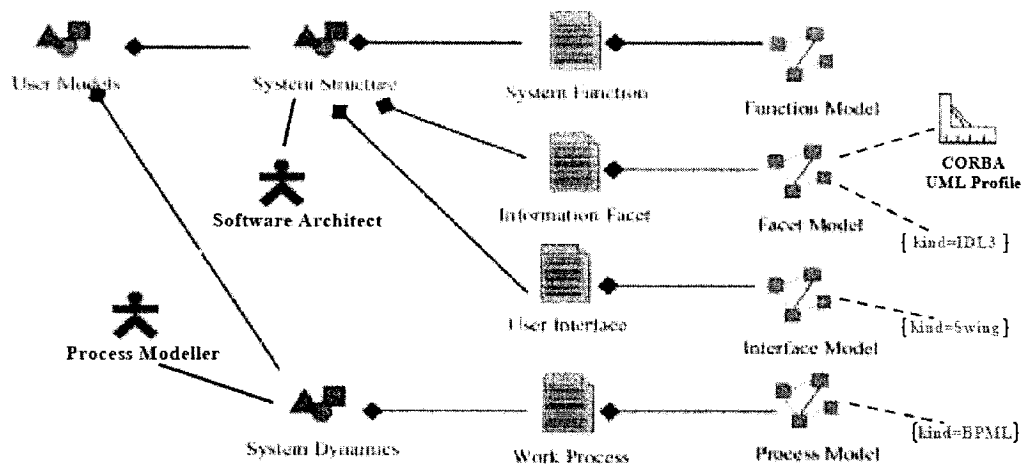 User Models
System Structure
System Function
Function Model
CORBA
UML Profile
Software Architect
Information Facet
Facet Model
{ kind=IDL3 }
User Interface
Interface Model
{kind=Swing}
Process Modeller
System Dynamics
Work Process
Process Model
{kind=BPML}